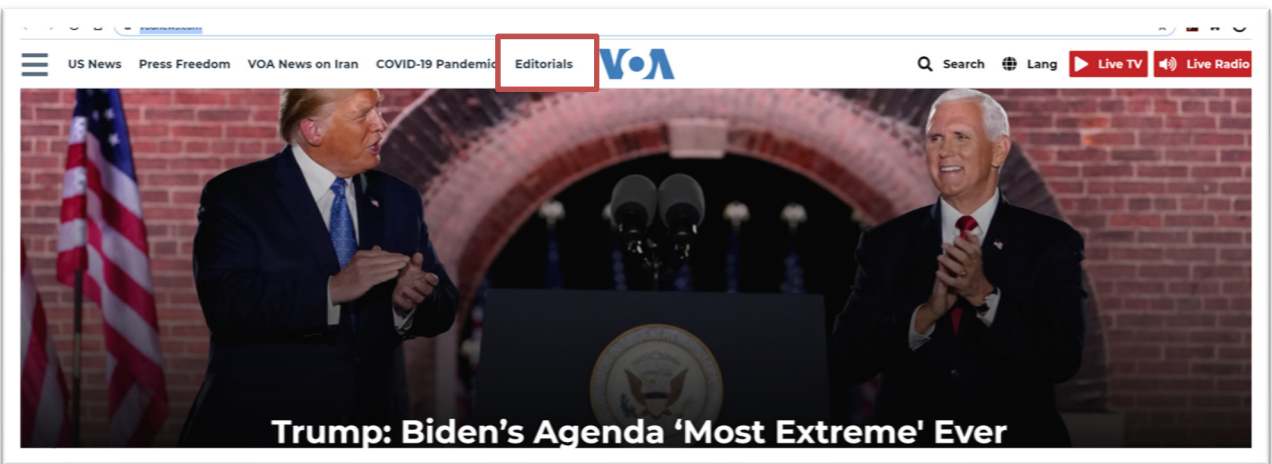 US News Press Freedom VOA News on Iran COVID-19 Pandemic Editorials VOA Search Lang Live TV Live Radio
Trump: Biden’s Agenda ‘Most Extreme' Ever